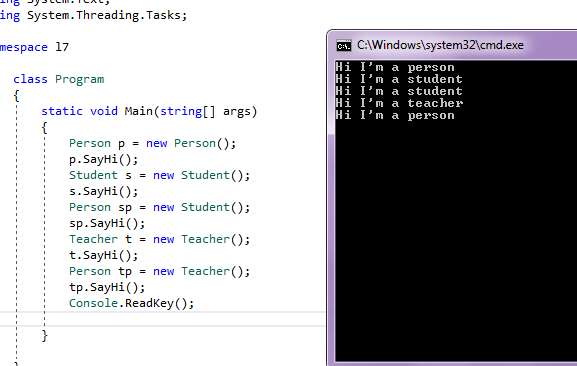 ing System.Text;
ing System.Threading.Tasks;
mespace l7
class Program
{
static void Main(string[] args)
{
Person p = new Person();
p.SayHi();
Student s = new Student();
s.SayHi();
Person sp = new Student();
sp.SayHi();
Teacher t = new Teacher();
t.SayHi();
Person tp = new Teacher();
tp.SayHi();
Console.ReadKey();
}
C:\Windows\system32\cmd.exe
Hi I'm a person
Hi I'm a student
Hi I'm a student
Hi I'm a teacher
Hi I'm a person